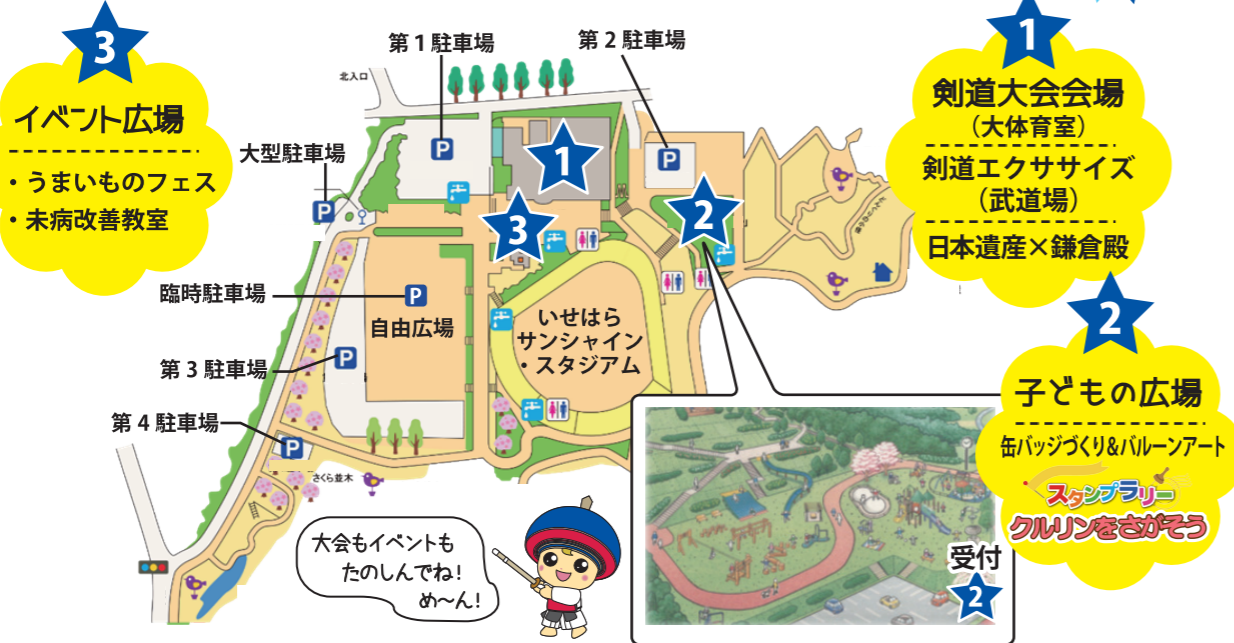 3
イベント広場
・うまいものフェス
・未病改善教室
第1駐車場
第2駐車場
北入口
大型駐車場
P
P
P
1
3
2
臨時駐車場
P
自由広場
第3駐車場
P
第4駐車場
P
いせはら
サンシャイン
・スタジアム
さくら並木
大会もイベントも
たのしんでね!
め〜ん!
受付
2
1
剣道大会会場
(大体育室)
剣道エクササイズ
(武道場)
日本遺産×鎌倉殿
2
子どもの広場
缶バッジづくり&バルーンアート
スタンプラリー
クルリンをさがそう